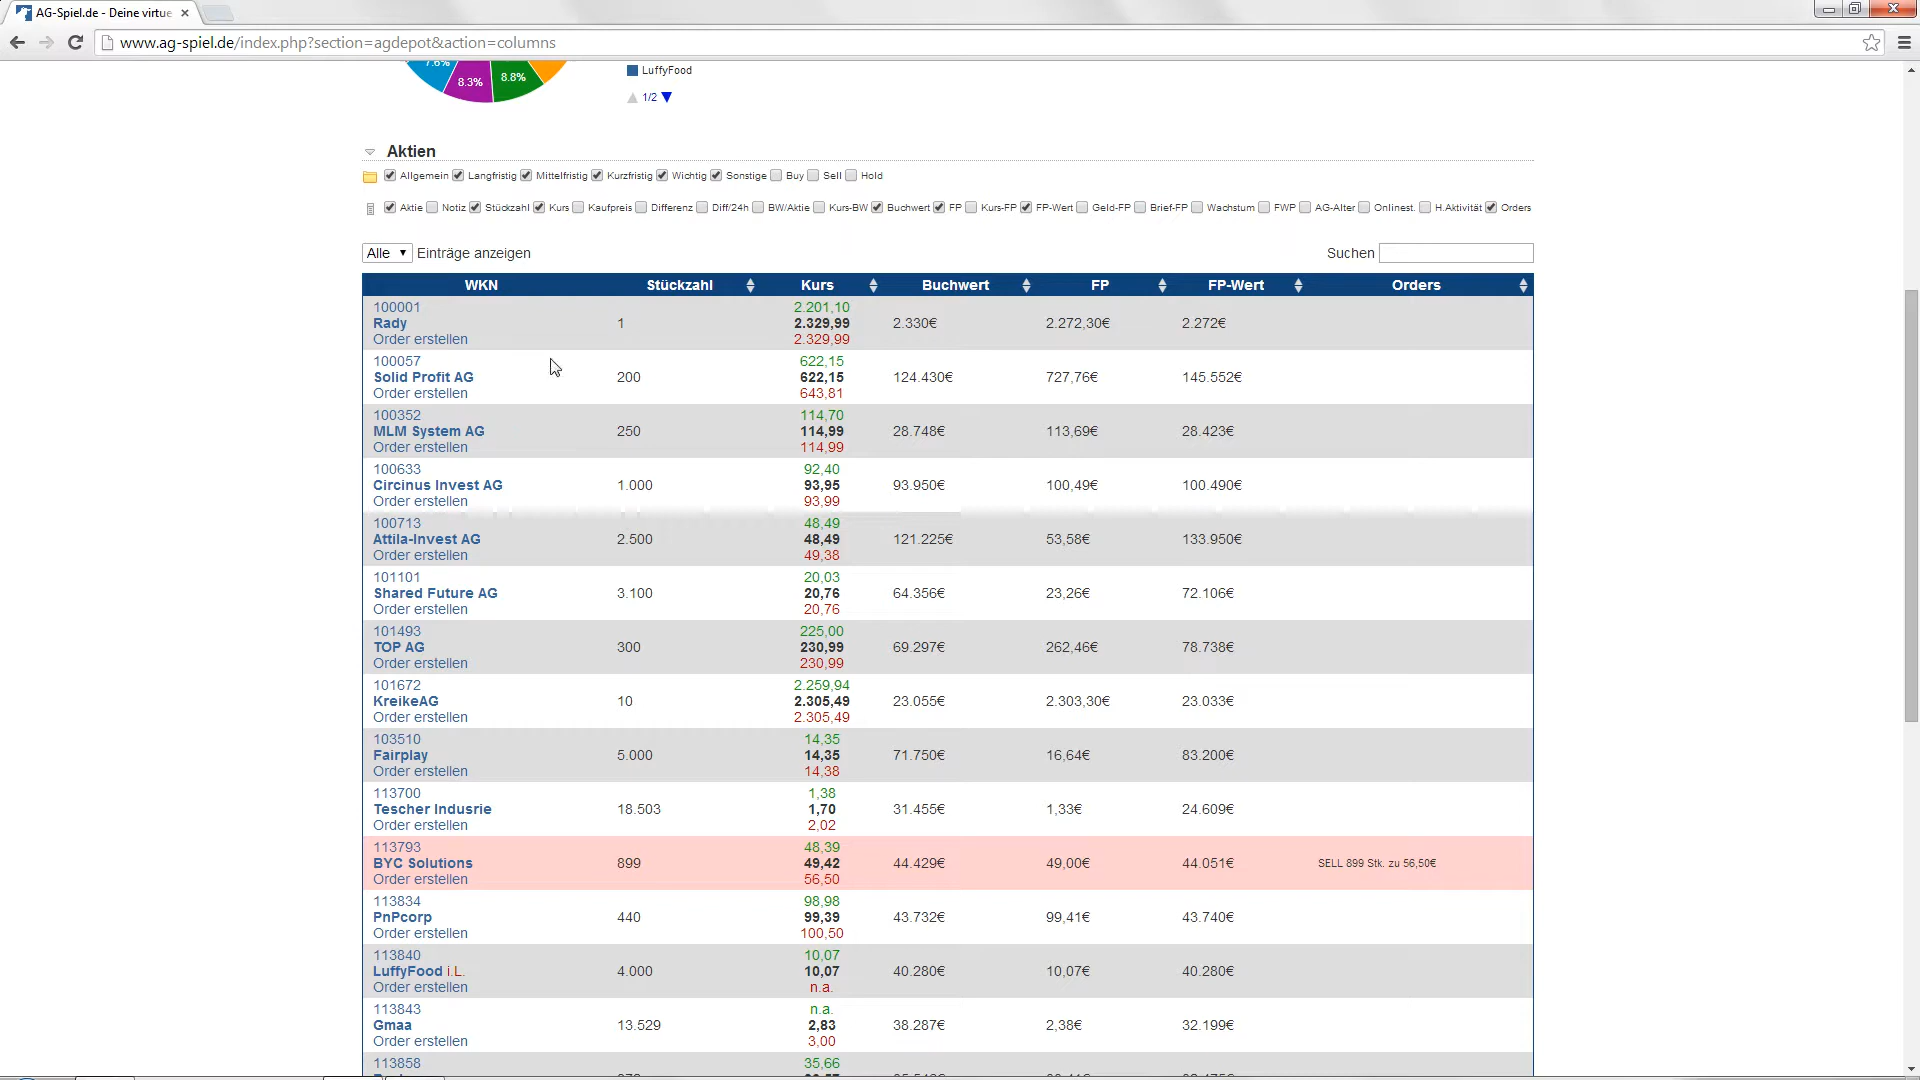 AG-Spiel.de - Deine virtue
www.ag-spiel.de/index.php?section=agdepot&action=columns
7.6%
8.3%
8.8%
LuffyFood
1/2
Aktien
Allgemein Langfristig Mittelfristig Kurzfristig Wichtig Sonstige Buy Sell Hold
Aktie Notiz Stückzahl Kurs Kaufpreis Differenz Diff/24h BW/Aktie Kurs-BW Buchwert FP Kurs-FP FP-Wert Geld-FP Brief-FP Wachstum FWP AG-Alter Onlinest. H.Aktivität Orders
Alle Einträge anzeigen Suchen
WKN Stückzahl Kurs Buchwert FP FP-Wert Orders
100001 2.201,10
Rady 1 2.329,99 2.330€ 2.272,30€ 2.272€
Order erstellen 2.329,99
100057 622,15
Solid Profit AG 200 622,15 124.430€ 727,76€ 145.552€
Order erstellen 643,81
100352 114,70
MLM System AG 250 114,99 28.748€ 113,69€ 28.423€
Order erstellen 114,99
100633 92,40
Circinus Invest AG 1.000 93,95 93.950€ 100,49€ 100.490€
Order erstellen 93,99
100713 48,49
Attila-Invest AG 2.500 48,49 121.225€ 53,58€ 133.950€
Order erstellen 49,38
101101 20,03
Shared Future AG 3.100 20,76 64.356€ 23,26€ 72.106€
Order erstellen 20,76
101493 225,00
TOP AG 300 230,99 69.297€ 262,46€ 78.738€
Order erstellen 230,99
101672 2.259,94
KreikeAG 10 2.305,49 23.055€ 2.303,30€ 23.033€
Order erstellen 2.305,49
103510 14,35
Fairplay 5.000 14,35 71.750€ 16,64€ 83.200€
Order erstellen 14,38
113700 1,38
Tescher Indusrie 18.503 1,70 31.455€ 1,33€ 24.609€
Order erstellen 2,02
113793 48,39
BYC Solutions 899 49,42 44.429€ 49,00€ 44.051€ SELL 899 Stk. zu 56,50€
Order erstellen 56,50
113834 98,98
PnPcorp 440 99,39 43.732€ 99,41€ 43.740€
Order erstellen 100,50
113840 10,07
LuffyFood i.L. 4.000 10,07 40.280€ 10,07€ 40.280€
Order erstellen n.a.
113843 n.a.
Gmaa 13.529 2,83 38.287€ 2,38€ 32.199€
Order erstellen 3,00
113858 35,66